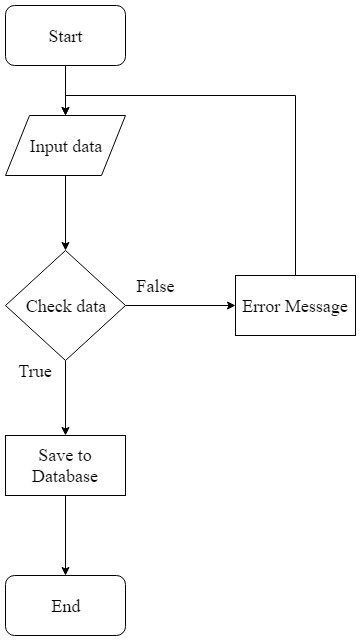 Start
Input data
Check data
False
Error Message
True
Save to
Database
End